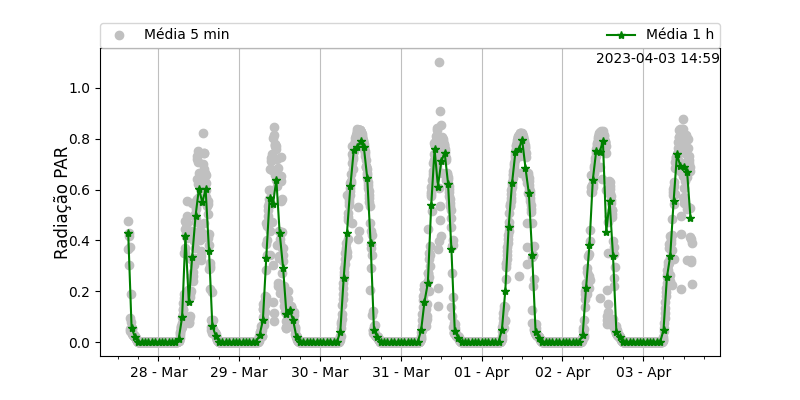 Média 5 min
Média 1 h
2023-04-03 14:59
Radiação PAR
1.0
0.8
0.6
0.4
0.2
0.0
28 - Mar
29 - Mar
30 - Mar
31 - Mar
01 - Apr
02 - Apr
03 - Apr